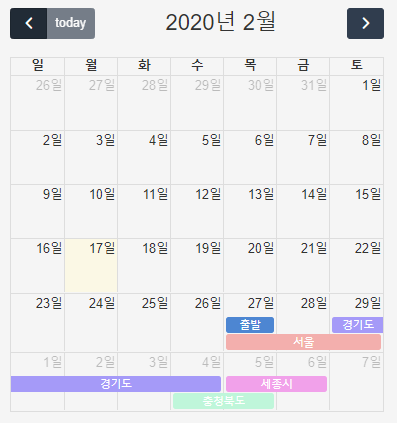 today
2020년 2월
일 월 화 수 목 금 토
26일 27일 28일 29일 30일 31일 1일
2일 3일 4일 5일 6일 7일 8일
9일 10일 11일 12일 13일 14일 15일
16일 17일 18일 19일 20일 21일 22일
23일 24일 25일 26일 27일 28일 29일
출발 경기도
서울
1일 2일 3일 4일 5일 6일 7일
경기도 세종시
충청북도